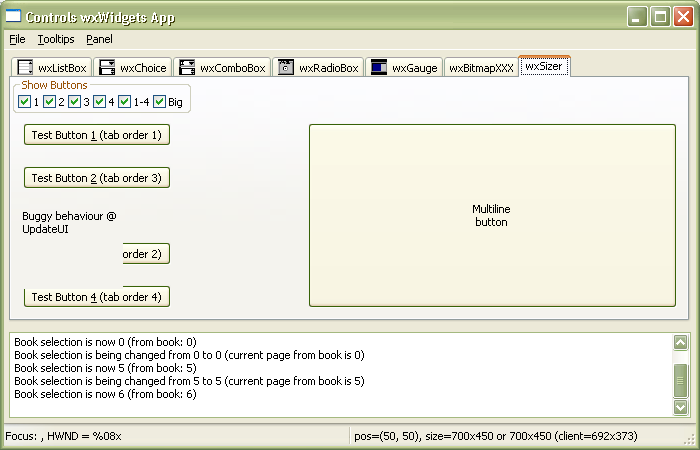 Controls wxWidgets App
File Tooltips Panel
wxListBox wxChoice wxComboBox wxRadioBox wxGauge wxBitmapXXX wxSizer
Show Buttons
1 2 3 4 1-4 Big
Test Button 1 (tab order 1)
Test Button 2 (tab order 3)
Buggy behaviour @
UpdateUI
order 2)
Test Button 4 (tab order 4)
Multiline
button
Book selection is now 0 (from book: 0)
Book selection is being changed from 0 to 0 (current page from book is 0)
Book selection is now 5 (from book: 5)
Book selection is being changed from 5 to 5 (current page from book is 5)
Book selection is now 6 (from book: 6)
Focus: , HWND = %08x pos=(50, 50), size=700x450 or 700x450 (client=692x373)